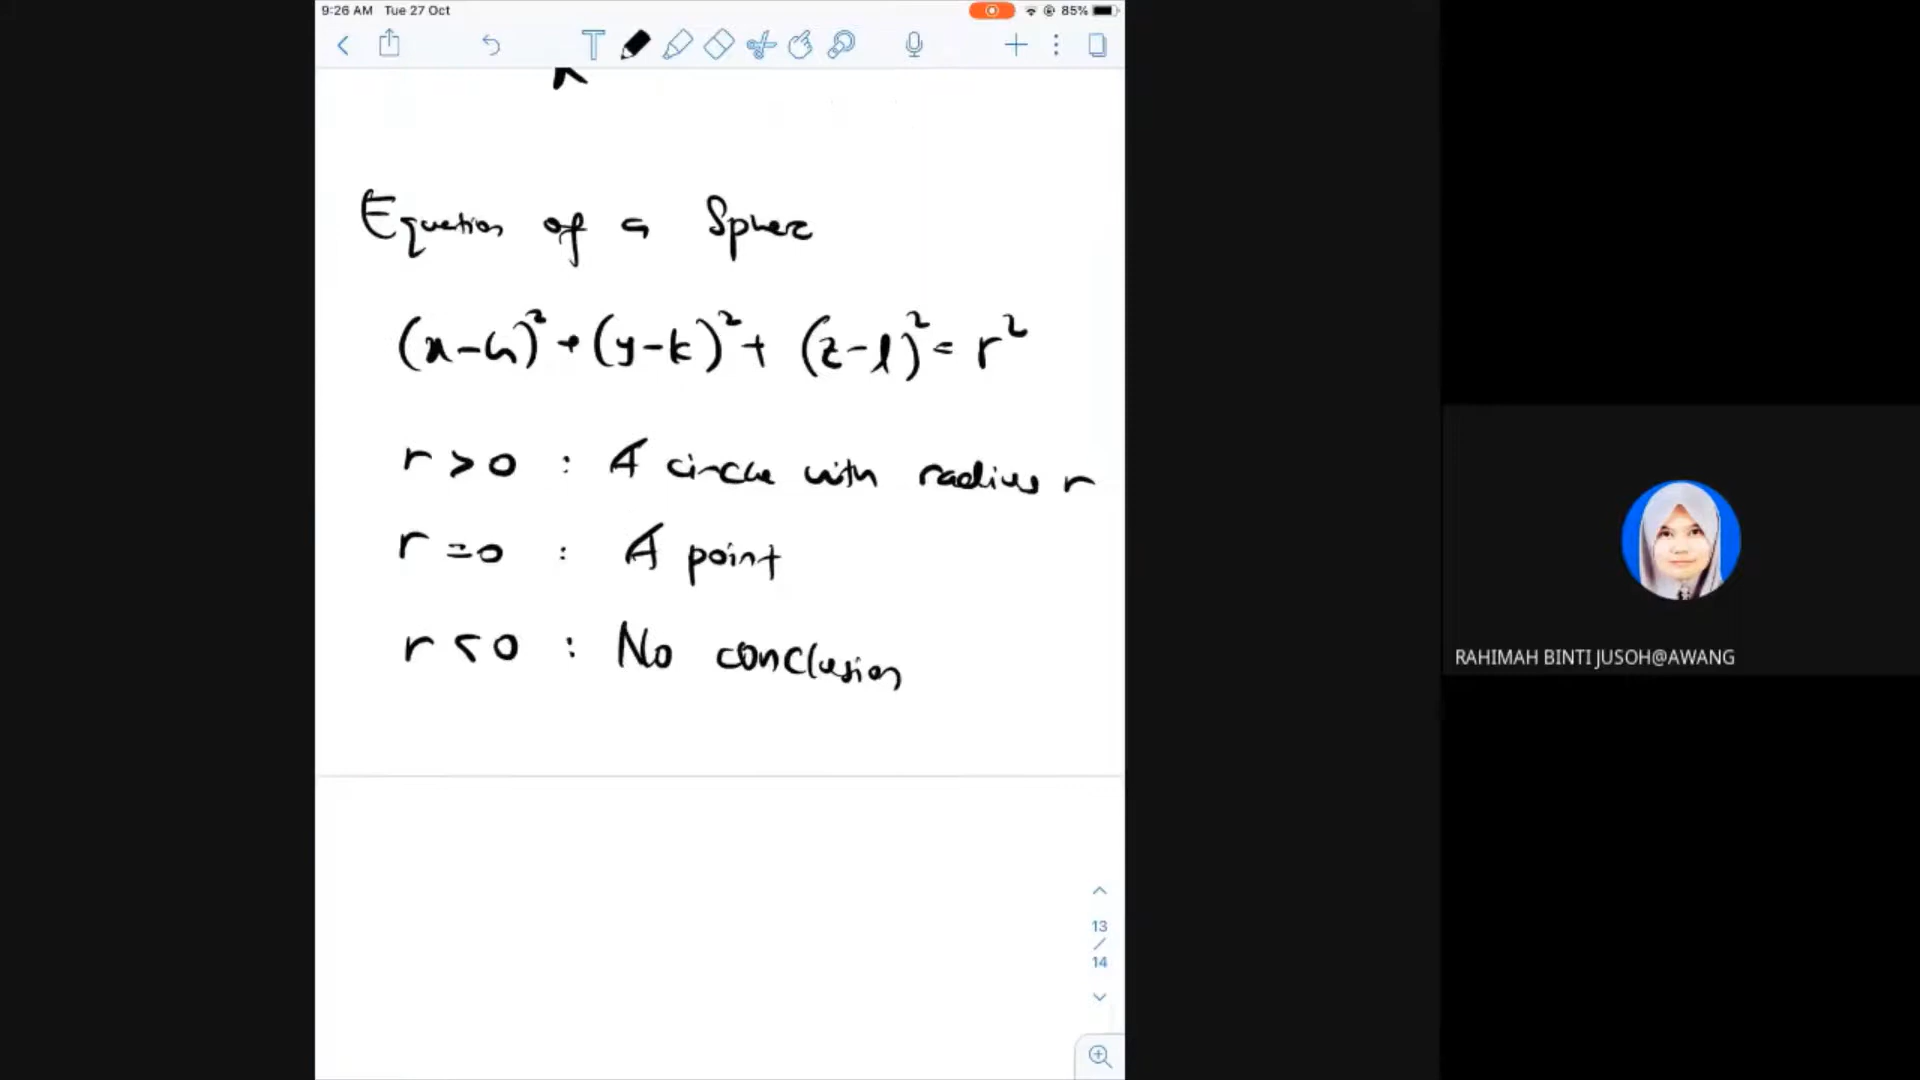 9:26 AM Tue 27 Oct
85%
Equation of a Sphere
(x-h)² + (y-k)² + (z-l)² = r²
r > 0 : A circle with radius r
r = 0 : A point
r < 0 : No conclusion
RAHIMAH BINTI JUSOH@AWANG
13
/
14